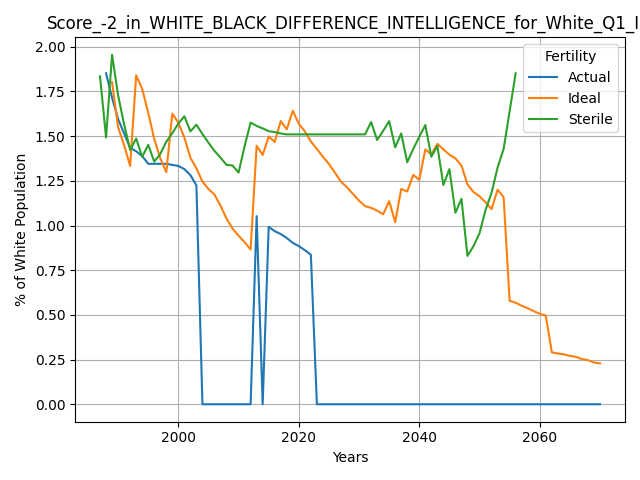 Score_-2_in_WHITE_BLACK_DIFFERENCE_INTELLIGENCE_for_White_Q1_I
Fertility
Actual
Ideal
Sterile
% of White Population
2.00
1.75
1.50
1.25
1.00
0.75
0.50
0.25
0.00
2000 2020 2040 2060
Years